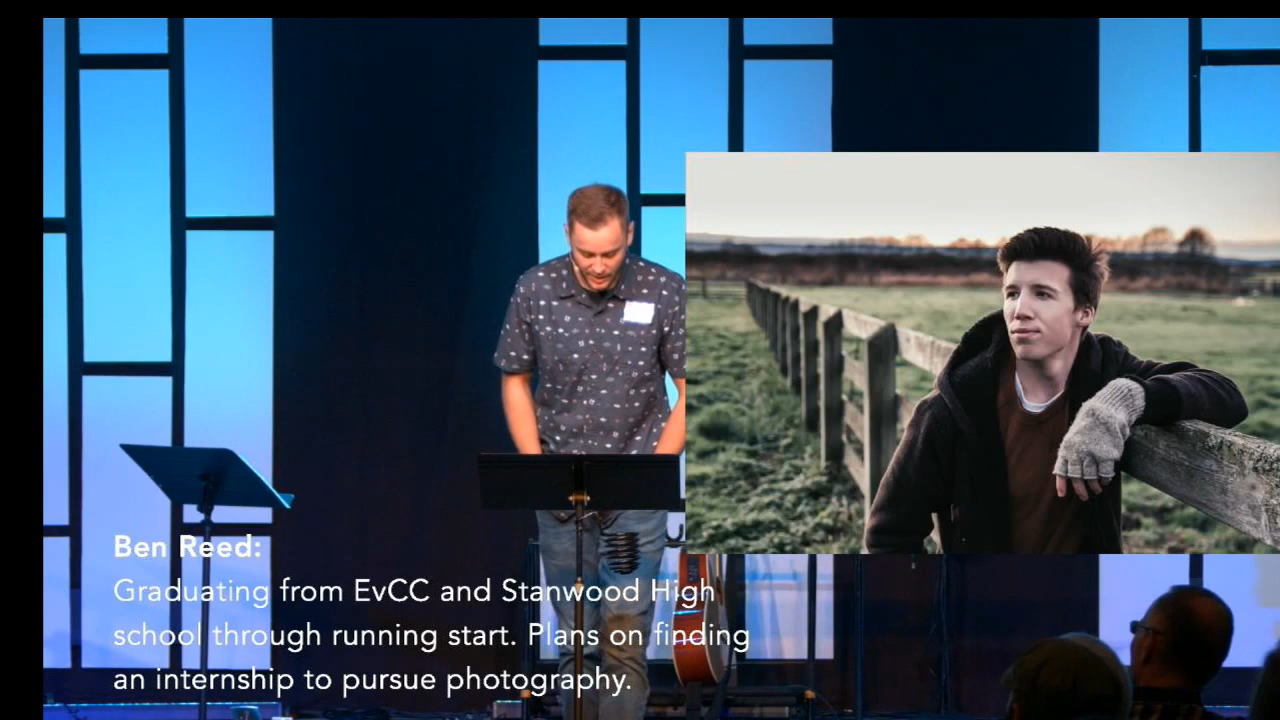 Ben Reed:
Graduating from EvCC and Stanwood High
school through running start. Plans on finding
an internship to pursue photography.